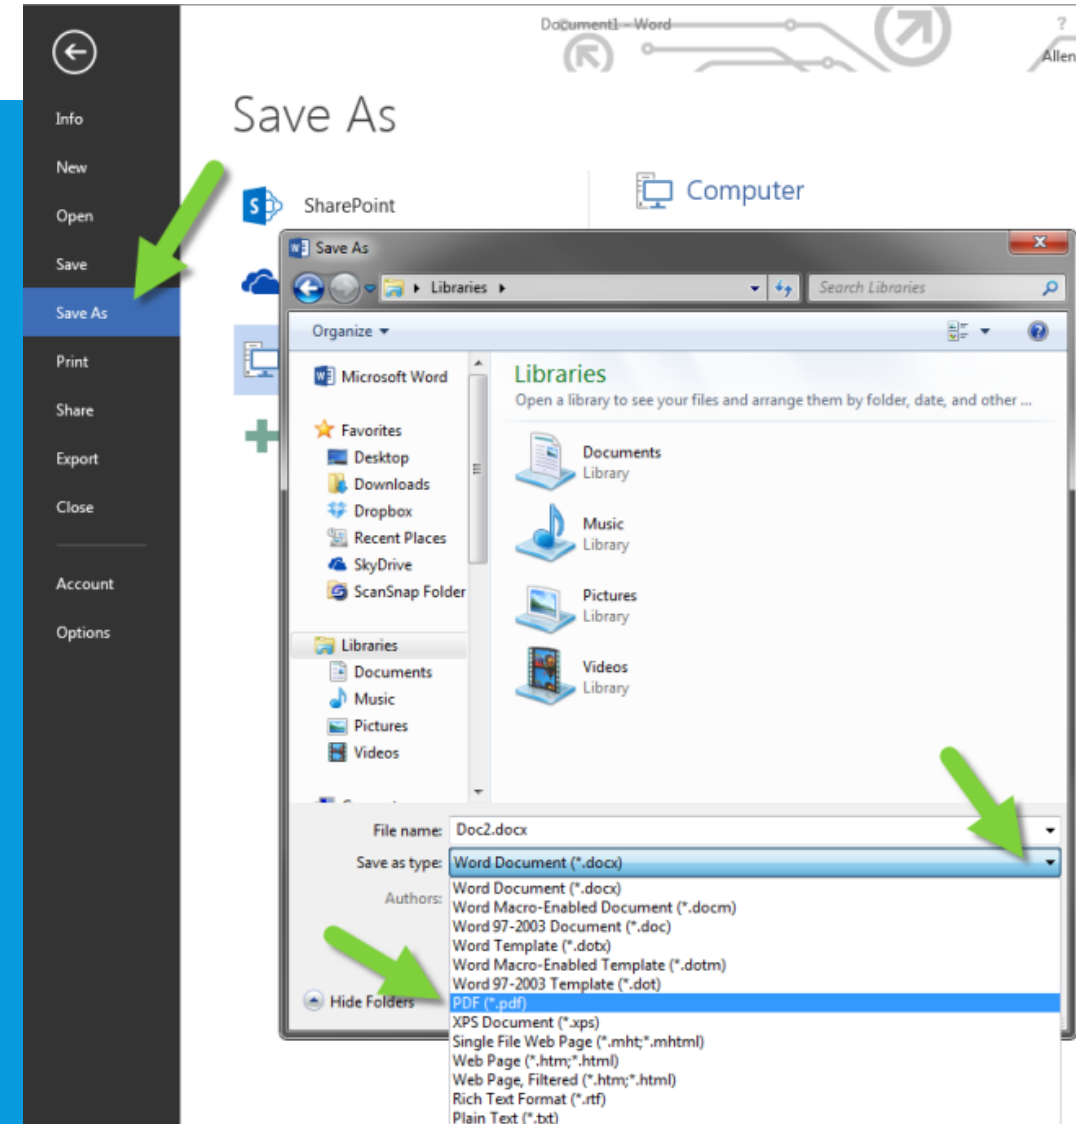 Document1 - Word
?
Allen
Info
New
Open
Save
Save As
Print
Share
Export
Close
Account
Options
Save As
SharePoint
Computer
Save As
Libraries
Search Libraries
Organize
Microsoft Word
Favorites
Desktop
Downloads
Dropbox
Recent Places
SkyDrive
ScanSnap Folder
Libraries
Documents
Music
Pictures
Videos
Libraries
Open a library to see your files and arrange them by folder, date, and other ...
Documents
Library
Music
Library
Pictures
Library
Videos
Library
File name: Doc2.docx
Save as type: Word Document (*.docx)
Authors:
Hide Folders
Word Document (*.docx)
Word Macro-Enabled Document (*.docm)
Word 97-2003 Document (*.doc)
Word Template (*.dotx)
Word Macro-Enabled Template (*.dotm)
Word 97-2003 Template (*.dot)
PDF (*.pdf)
XPS Document (*.xps)
Single File Web Page (*.mht;*.mhtml)
Web Page (*.htm;*.html)
Web Page, Filtered (*.htm;*.html)
Rich Text Format (*.rtf)
Plain Text (*.txt)